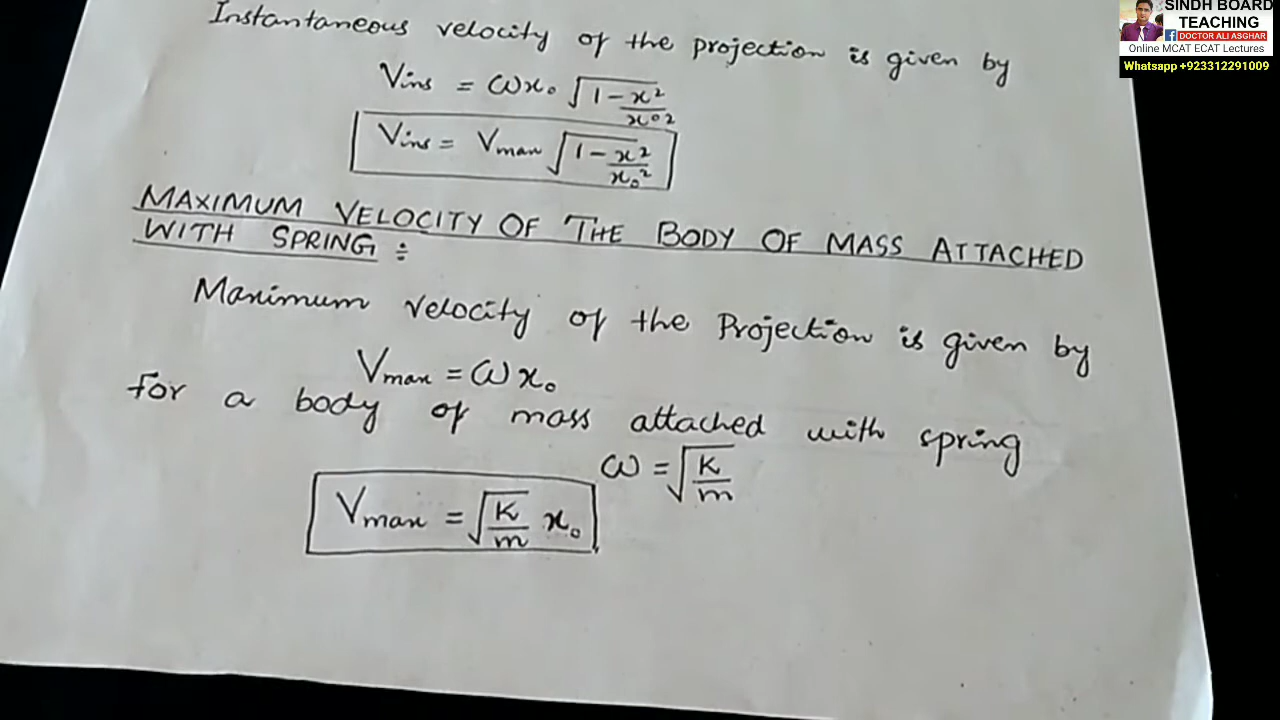 SINDH BOARD
TEACHING
DOCTOR ALI ASGHAR
Online MCAT ECAT Lectures
Whatsapp +923312291009
Instantaneous velocity of the projection is given by
Vins = ωx₀ √(1 - x²/x₀²)
Vins = Vmax √(1 - x²/x₀²)
MAXIMUM VELOCITY OF THE BODY OF MASS ATTACHED
WITH SPRING :
Maximum velocity of the Projection is given by
Vmax = ωx₀
for a body of mass attached with spring
ω = √(K/m)
Vmax = √(K/m) x₀